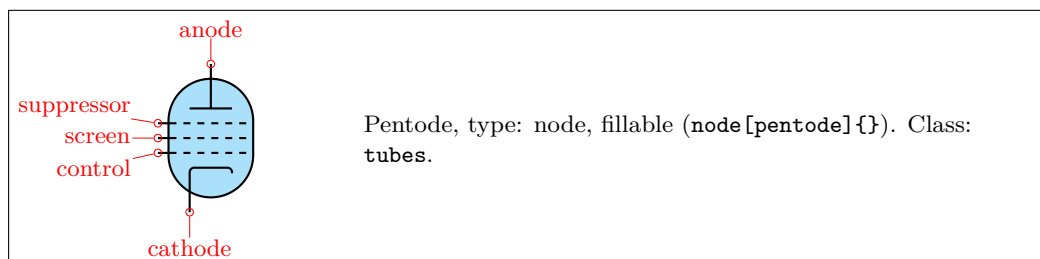 anode
suppressor
screen
control
cathode
Pentode, type: node, fillable (node[pentode]{}). Class:
tubes.